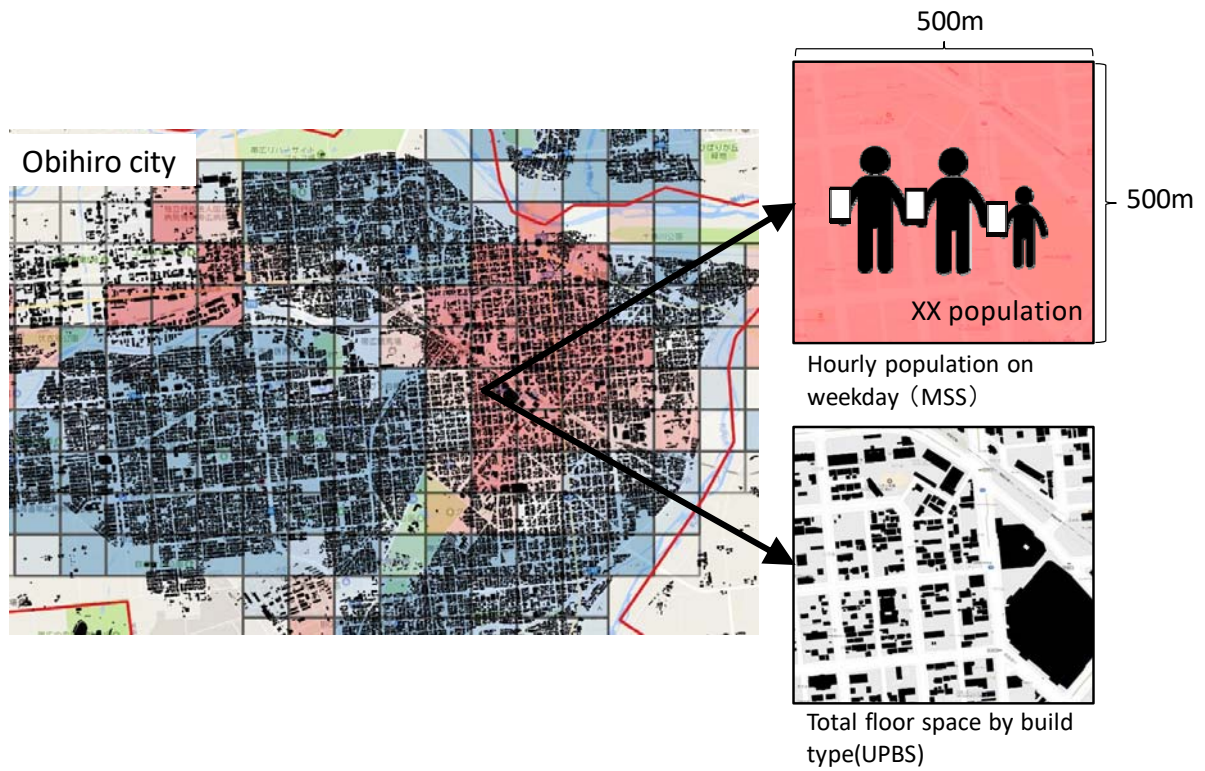 500m
Obihiro city
500m
XX population
Hourly population on
weekday（MSS）
Total floor space by build
type(UPBS)